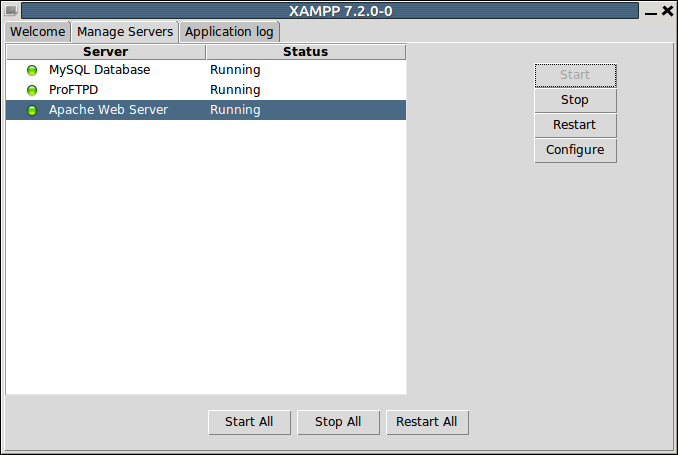 XAMPP 7.2.0-0
Welcome Manage Servers Application log
Server Status
MySQL Database Running
ProFTPD Running
Apache Web Server Running
Start
Stop
Restart
Configure
Start All Stop All Restart All